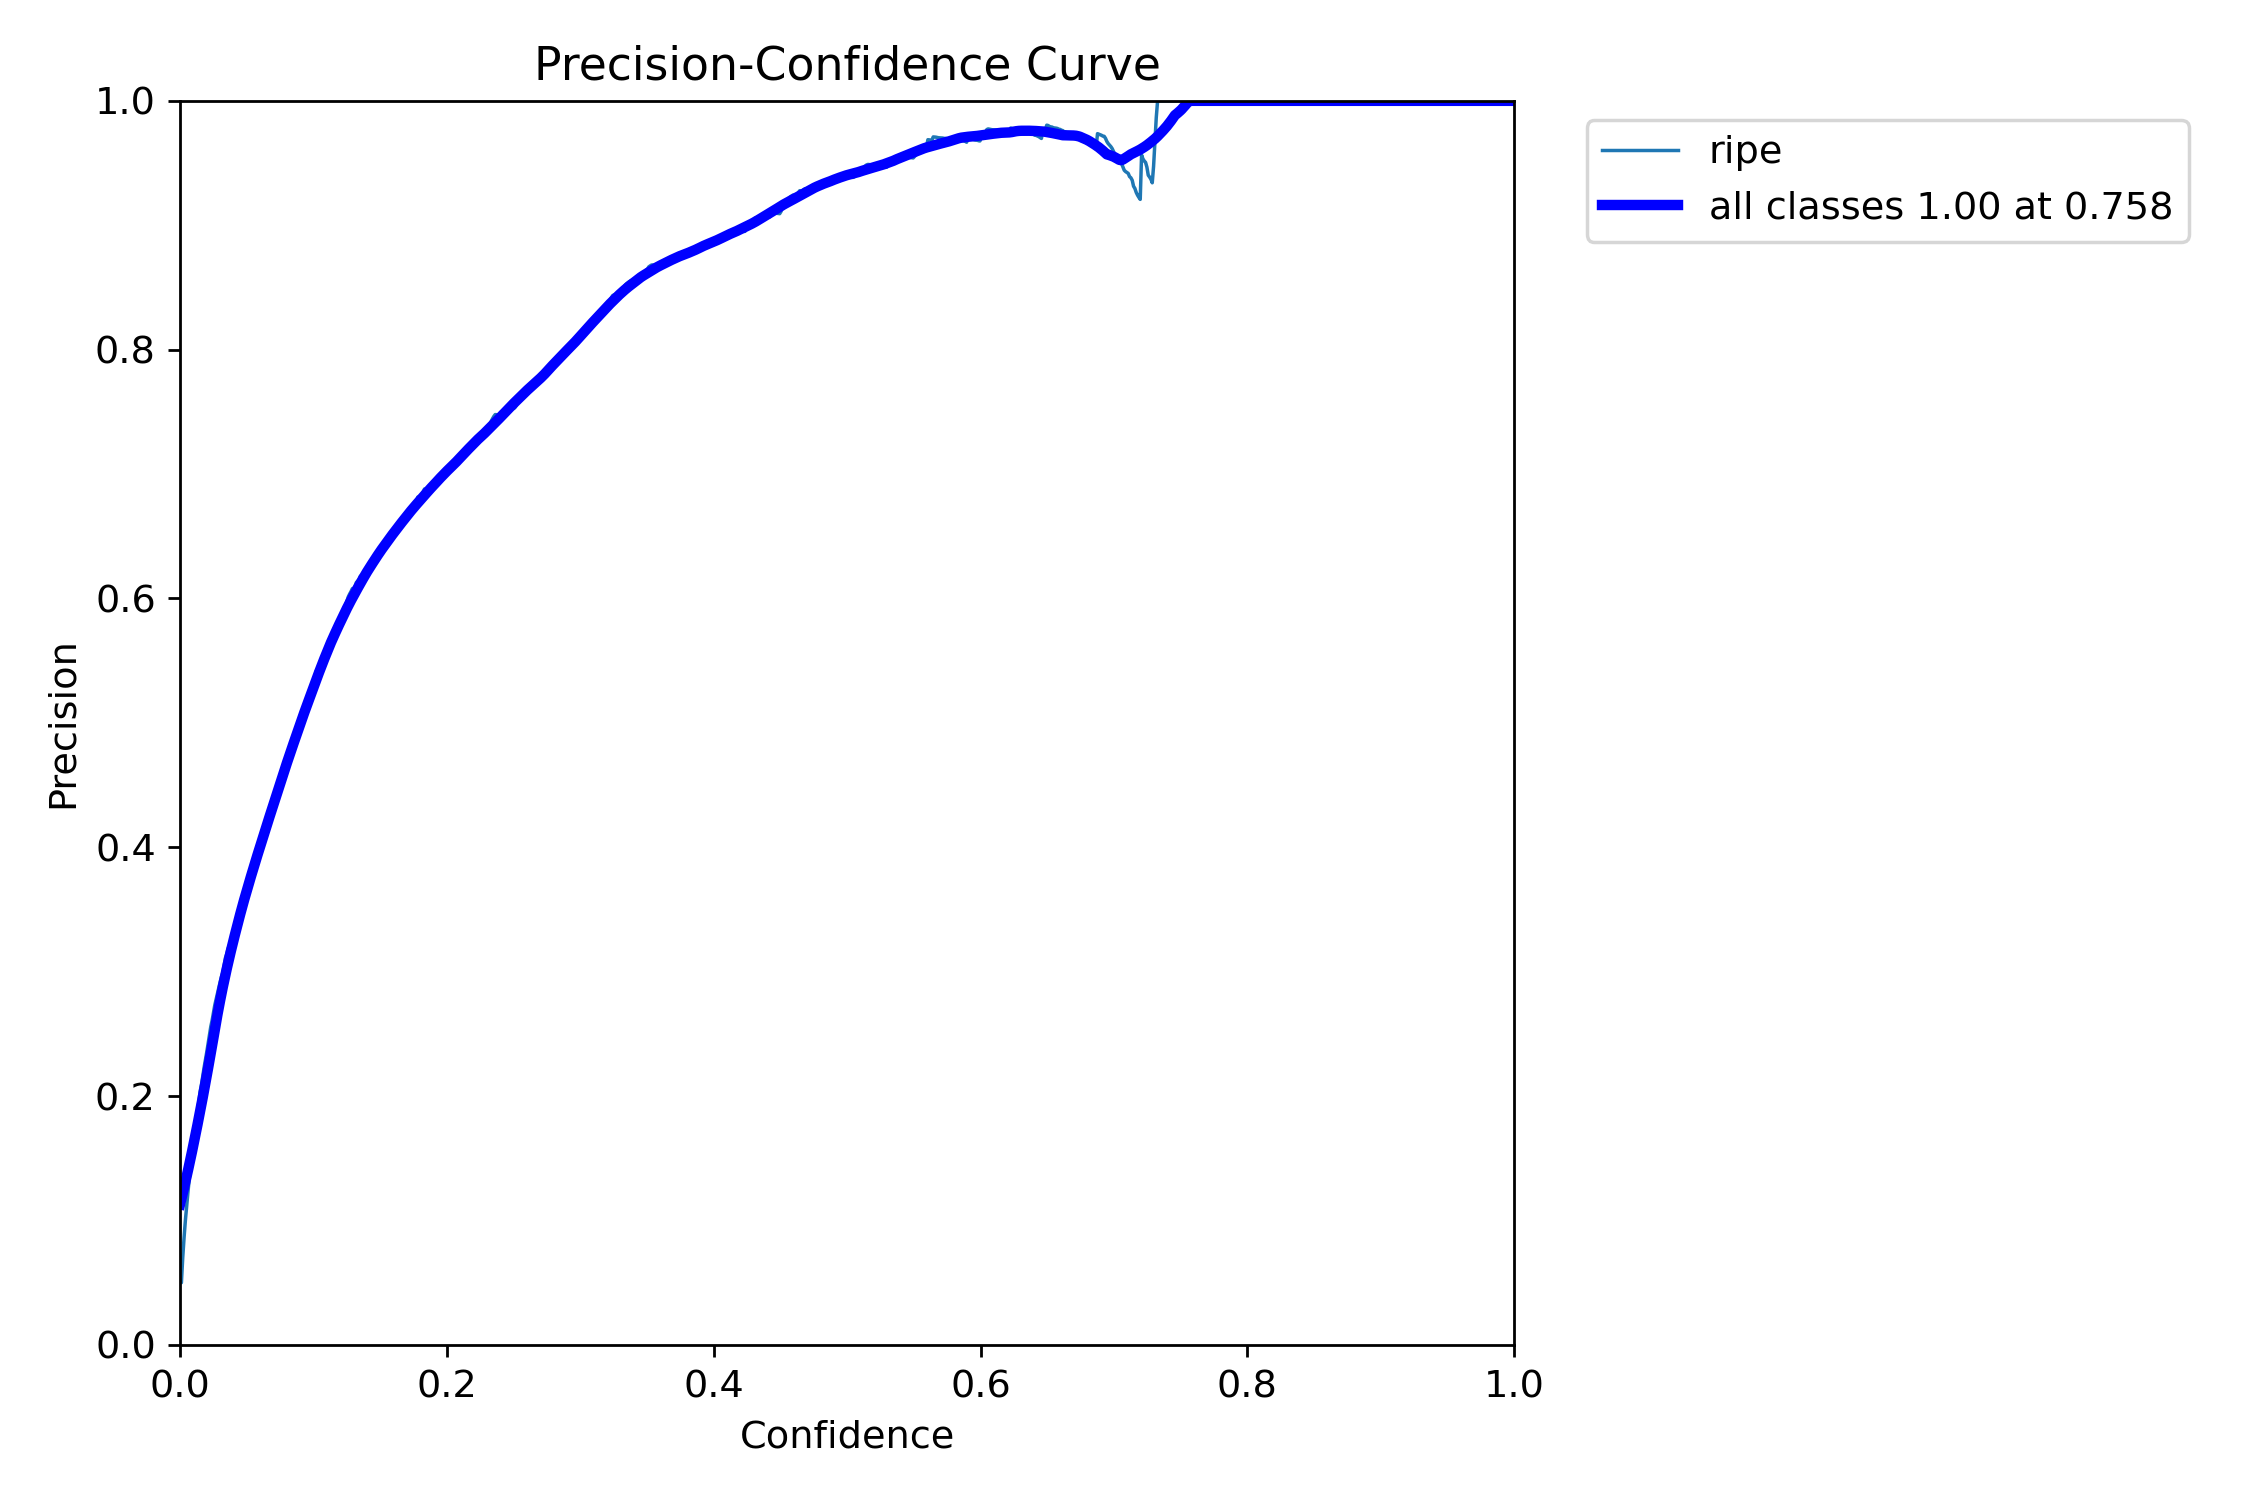 Precision-Confidence Curve
1.0
0.8
0.6
0.4
0.2
0.0
Precision
0.0 0.2 0.4 0.6 0.8 1.0
Confidence
ripe
all classes 1.00 at 0.758